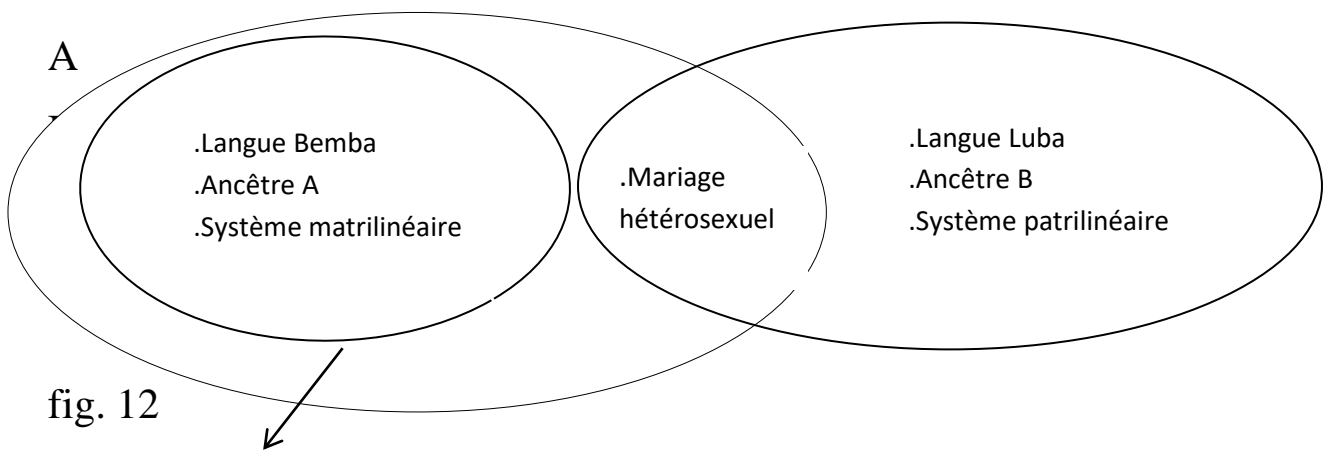 A
.Langue Bemba
.Ancêtre A
.Système matrilinéaire
.Mariage
hétérosexuel
.Langue Luba
.Ancêtre B
.Système patrilinéaire
fig. 12